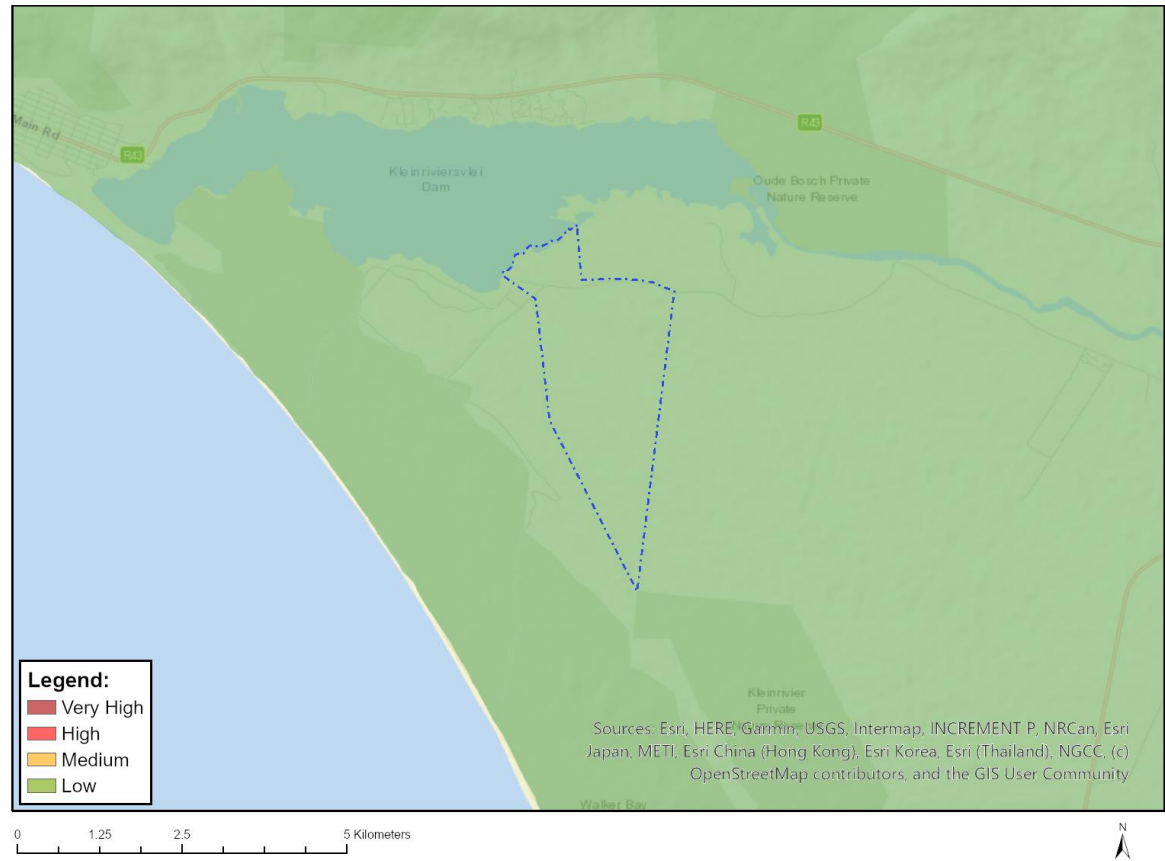 Main Rd
R43
R43
Kleinriviersvlei
Dam
Oude Bosch Private
Nature Reserve
Kleinrivier
Private
Nature Reserve
Sources: Esri, HERE, Garmin, USGS, Intermap, INCREMENT P, NRCan, Esri
Japan, METI, Esri China (Hong Kong), Esri Korea, Esri (Thailand), NGCC, (c)
OpenStreetMap contributors, and the GIS User Community
Walker Bay
Legend:
Very High
High
Medium
Low
0 1.25 2.5 5 Kilometers
N